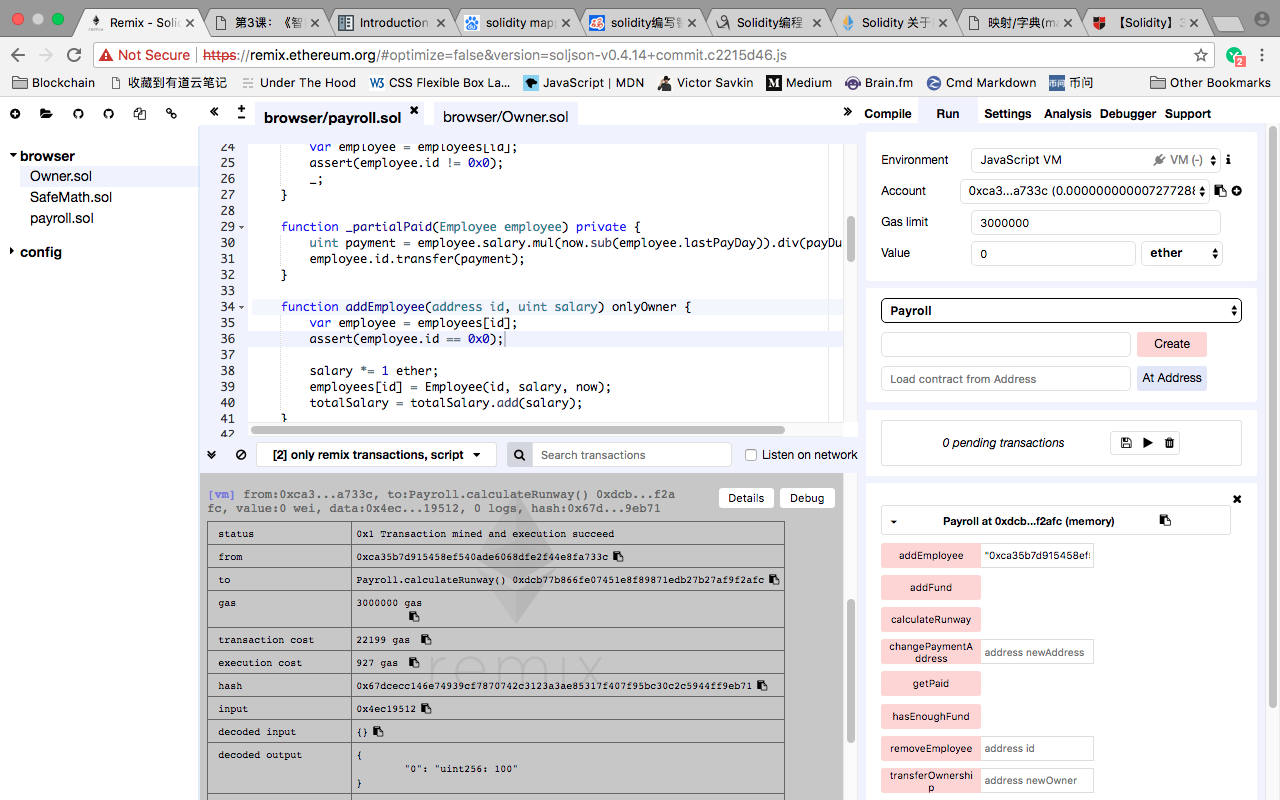 Remix - Soli
第3课：《智
Introduction
solidity mapp
solidity编写智
Solidity编程
Solidity 关于
映射/字典(ma
【Solidity】
Not Secure https://remix.ethereum.org/#optimize=false&version=soljson-v0.4.14+commit.c2215d46.js
2
Blockchain 收藏到有道云笔记 Under The Hood CSS Flexible Box La... JavaScript | MDN Victor Savkin Medium Brain.fm Cmd Markdown 币问 Other Bookmarks
browser/payroll.sol browser/Owner.sol
Compile Run Settings Analysis Debugger Support
browser
Owner.sol
SafeMath.sol
payroll.sol
config
24 var employee = employees[id];
25 assert(employee.id != 0x0);
26 _;
27 }
28
29 function _partialPaid(Employee employee) private {
30 uint payment = employee.salary.mul(now.sub(employee.lastPayDay)).div(payDu
31 employee.id.transfer(payment);
32 }
33
34 function addEmployee(address id, uint salary) onlyOwner {
35 var employee = employees[id];
36 assert(employee.id == 0x0);
37
38 salary *= 1 ether;
39 employees[id] = Employee(id, salary, now);
40 totalSalary = totalSalary.add(salary);
41 }
42
[2] only remix transactions, script Search transactions Listen on network
[vm] from:0xca3...a733c, to:Payroll.calculateRunway() 0xdcb...f2a
fc, value:0 wei, data:0x4ec...19512, 0 logs, hash:0x67d...9eb71
Details Debug
status 0x1 Transaction mined and execution succeed
from 0xca35b7d915458ef540ade6068dfe2f44e8fa733c
to Payroll.calculateRunway() 0xdcb77b866fe07451e8f89871edb27b27af9f2afc
gas 3000000 gas
transaction cost 22199 gas
execution cost 927 gas
hash 0x67dcecc146e74939cf7870742c3123a3ae85317f407f95bc30c2c5944ff9eb71
input 0x4ec19512
decoded input {}
decoded output {
"0": "uint256: 100"
}
remix
Environment JavaScript VM VM (-)
Account 0xca3...a733c (0.00000000000727728
Gas limit 3000000
Value 0 ether
Payroll
Create
Load contract from Address At Address
0 pending transactions
Payroll at 0xdcb...f2afc (memory)
addEmployee "0xca35b7d915458ef
addFund
calculateRunway
changePaymentA
ddress address newAddress
getPaid
hasEnoughFund
removeEmployee address id
transferOwnershi
p address newOwner